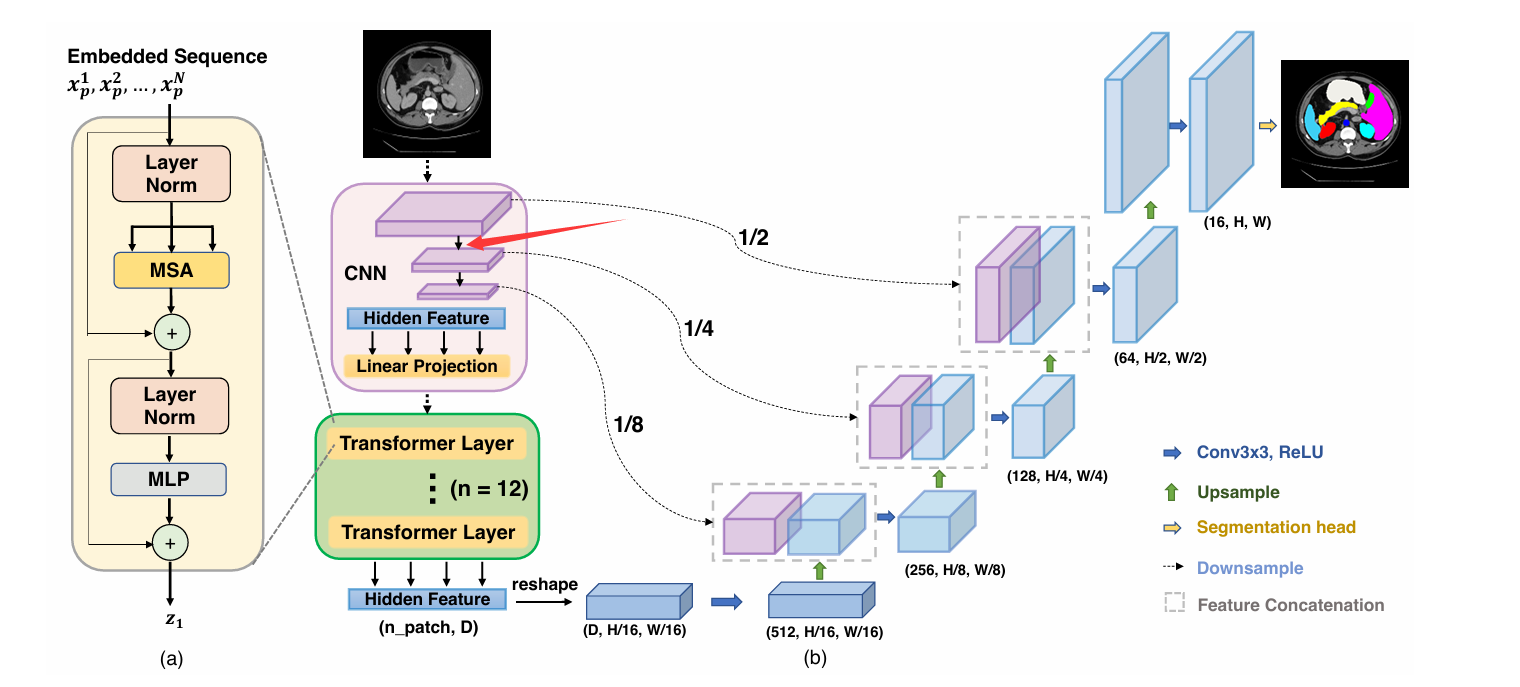 Embedded Sequence
x_p^1, x_p^2, ... , x_p^N
Layer
Norm
MSA
+
Layer
Norm
MLP
+
z_1
(a)
CNN
Hidden Feature
Linear Projection
Transformer Layer
(n = 12)
Transformer Layer
Hidden Feature
(n_patch, D)
reshape
(D, H/16, W/16)
(512, H/16, W/16)
1/2
1/4
1/8
(256, H/8, W/8)
(128, H/4, W/4)
(64, H/2, W/2)
(16, H, W)
Conv3x3, ReLU
Upsample
Segmentation head
Downsample
Feature Concatenation
(b)